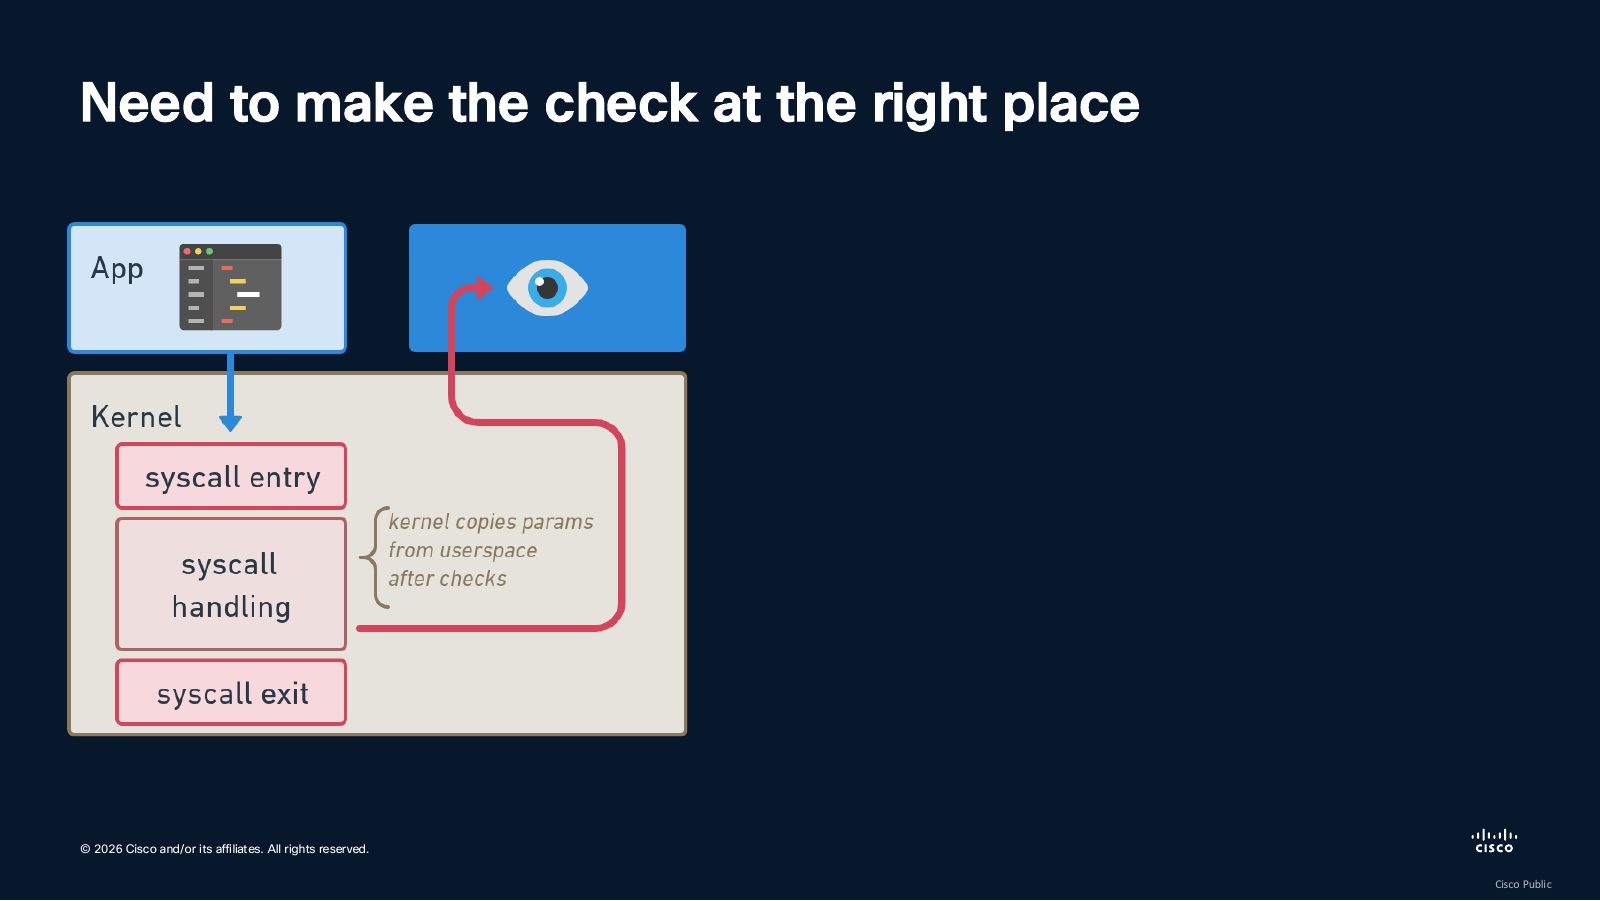 Need to make the check at the right place
App
Kernel
syscall entry
syscall
handling
kernel copies params
from userspace
after checks
syscall exit
© 2026 Cisco and/or its affiliates. All rights reserved.
CISCO
Cisco Public